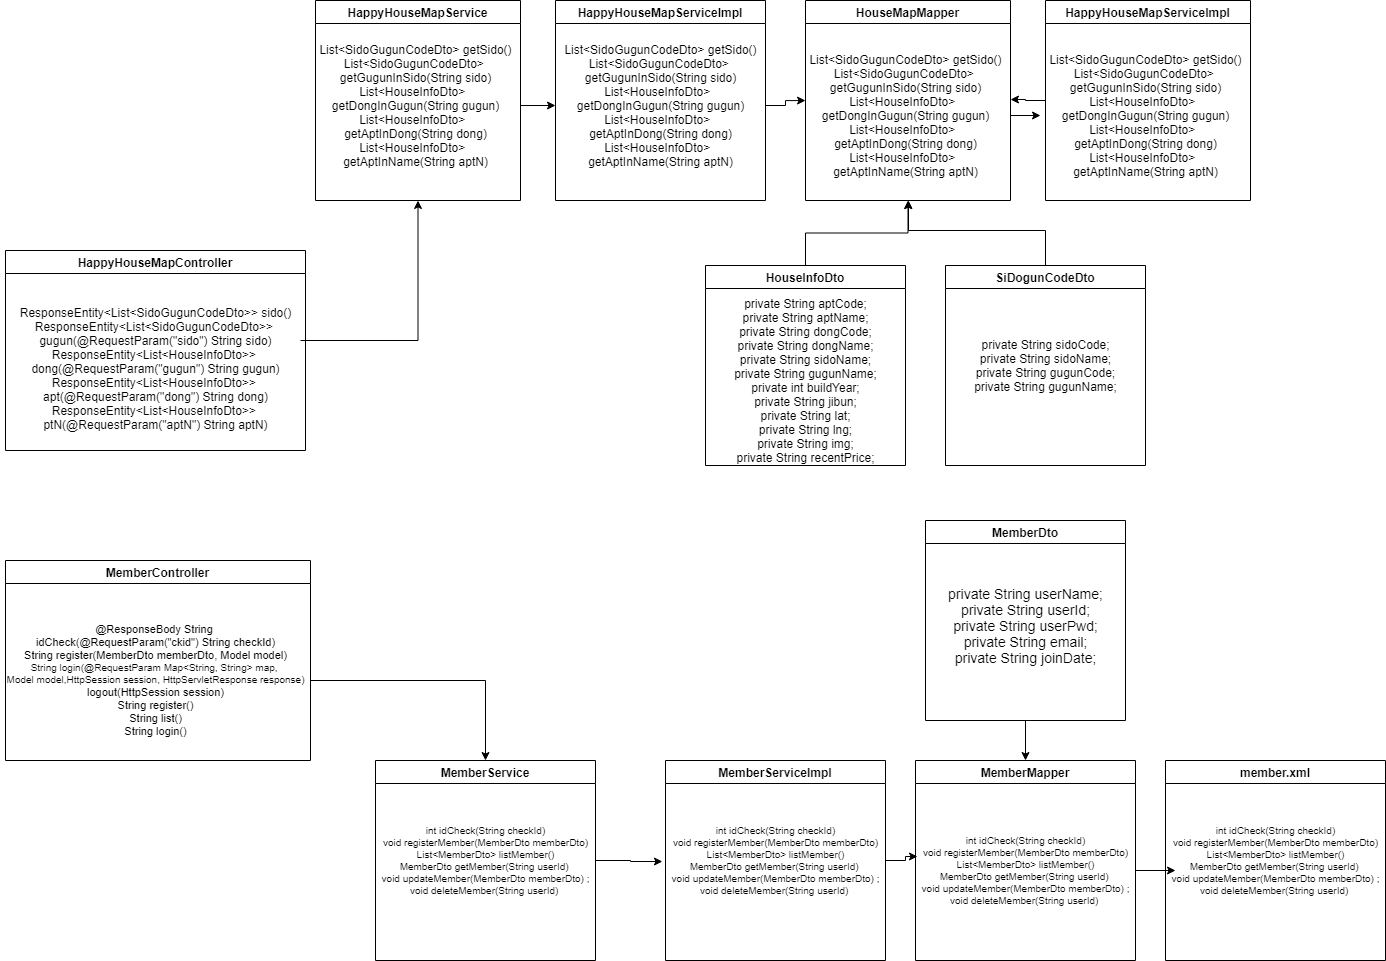 HappyHouseMapService
List<SidoGugunCodeDto> getSido()
List<SidoGugunCodeDto>
getGugunInSido(String sido)
List<HouseInfoDto>
getDongInGugun(String gugun)
List<HouseInfoDto>
getAptInDong(String dong)
List<HouseInfoDto>
getAptInName(String aptN)
HappyHouseMapServiceImpl
List<SidoGugunCodeDto> getSido()
List<SidoGugunCodeDto>
getGugunInSido(String sido)
List<HouseInfoDto>
getDongInGugun(String gugun)
List<HouseInfoDto>
getAptInDong(String dong)
List<HouseInfoDto>
getAptInName(String aptN)
HouseMapMapper
List<SidoGugunCodeDto> getSido()
List<SidoGugunCodeDto>
getGugunInSido(String sido)
List<HouseInfoDto>
getDongInGugun(String gugun)
List<HouseInfoDto>
getAptInDong(String dong)
List<HouseInfoDto>
getAptInName(String aptN)
HappyHouseMapServiceImpl
List<SidoGugunCodeDto> getSido()
List<SidoGugunCodeDto>
getGugunInSido(String sido)
List<HouseInfoDto>
getDongInGugun(String gugun)
List<HouseInfoDto>
getAptInDong(String dong)
List<HouseInfoDto>
getAptInName(String aptN)
HappyHouseMapController
ResponseEntity<List<SidoGugunCodeDto>> sido()
ResponseEntity<List<SidoGugunCodeDto>>
gugun(@RequestParam("sido") String sido)
ResponseEntity<List<HouseInfoDto>>
dong(@RequestParam("gugun") String gugun)
ResponseEntity<List<HouseInfoDto>>
apt(@RequestParam("dong") String dong)
ResponseEntity<List<HouseInfoDto>>
ptN(@RequestParam("aptN") String aptN)
HouseInfoDto
private String aptCode;
private String aptName;
private String dongCode;
private String dongName;
private String sidoName;
private String gugunName;
private int buildYear;
private String jibun;
private String lat;
private String lng;
private String img;
private String recentPrice;
SiDogunCodeDto
private String sidoCode;
private String sidoName;
private String gugunCode;
private String gugunName;
MemberDto
private String userName;
private String userId;
private String userPwd;
private String email;
private String joinDate;
MemberController
@ResponseBody String
idCheck(@RequestParam("ckid") String checkId)
String register(MemberDto memberDto, Model model)
String login(@RequestParam Map<String, String> map,
Model model,HttpSession session, HttpServletResponse response)
logout(HttpSession session)
String register()
String list()
String login()
MemberService
int idCheck(String checkId)
void registerMember(MemberDto memberDto)
List<MemberDto> listMember()
MemberDto getMember(String userId)
void updateMember(MemberDto memberDto) ;
void deleteMember(String userId)
MemberServiceImpl
int idCheck(String checkId)
void registerMember(MemberDto memberDto)
List<MemberDto> listMember()
MemberDto getMember(String userId)
void updateMember(MemberDto memberDto) ;
void deleteMember(String userId)
MemberMapper
int idCheck(String checkId)
void registerMember(MemberDto memberDto)
List<MemberDto> listMember()
MemberDto getMember(String userId)
void updateMember(MemberDto memberDto) ;
void deleteMember(String userId)
member.xml
int idCheck(String checkId)
void registerMember(MemberDto memberDto)
List<MemberDto> listMember()
MemberDto getMember(String userId)
void updateMember(MemberDto memberDto) ;
void deleteMember(String userId)